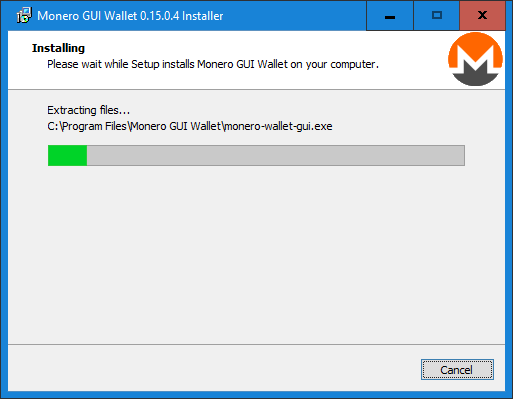 Monero GUI Wallet 0.15.0.4 Installer
Installing
Please wait while Setup installs Monero GUI Wallet on your computer.
Extracting files...
C:\Program Files\Monero GUI Wallet\monero-wallet-gui.exe
Cancel